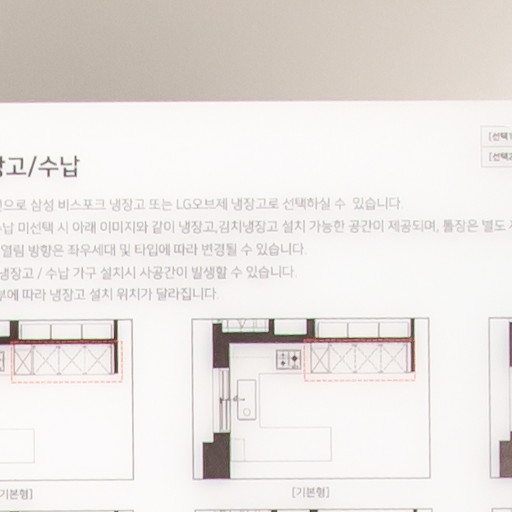 [선택
[선택2
고/수납
으로 삼성 비스포크 냉장고 또는 LG오브제 냉장고로 선택하실 수 있습니다.
미선택 시 아래 이미지와 같이 냉장고,김치냉장고 설치 가능한 공간이 제공되며, 톨장은 별도
열림 방향은 좌우세대 및 타입에 따라 변경될 수 있습니다.
냉장고 / 수납 가구 설치시 사공간이 발생할 수 있습니다.
부에 따라 냉장고 설치 위치가 달라집니다.
기본형]
[기본형]